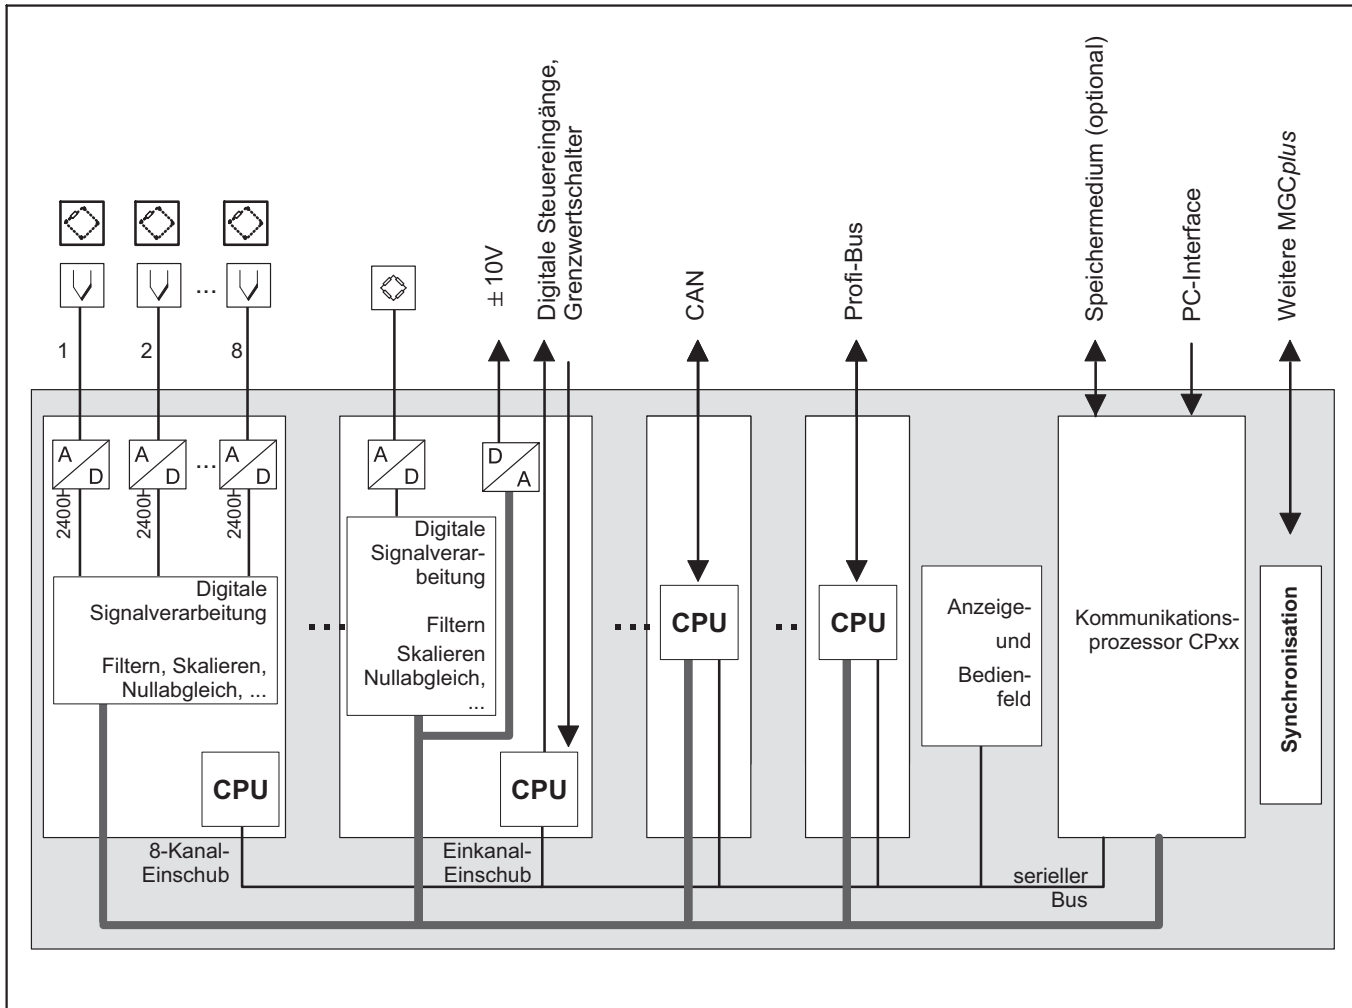 Digitale Steuereingänge,
Grenzwertschalter
± 10V
CAN
Profi-Bus
Speichermedium (optional)
PC-Interface
Weitere MGCplus
...
1
2
8
A
D
A
D
...
A
D
A
D
D
A
2400H
2400H
2400H
Digitale
Signalverarbeitung
Filtern, Skalieren,
Nullabgleich, ...
Digitale
Signalverar-
beitung
Filtern
Skalieren
Nullabgleich,
...
CPU
CPU
CPU
CPU
Anzeige-
und
Bedien-
feld
Kommunikations-
prozessor CPxx
Synchronisation
8-Kanal-
Einschub
Einkanal-
Einschub
serieller
Bus